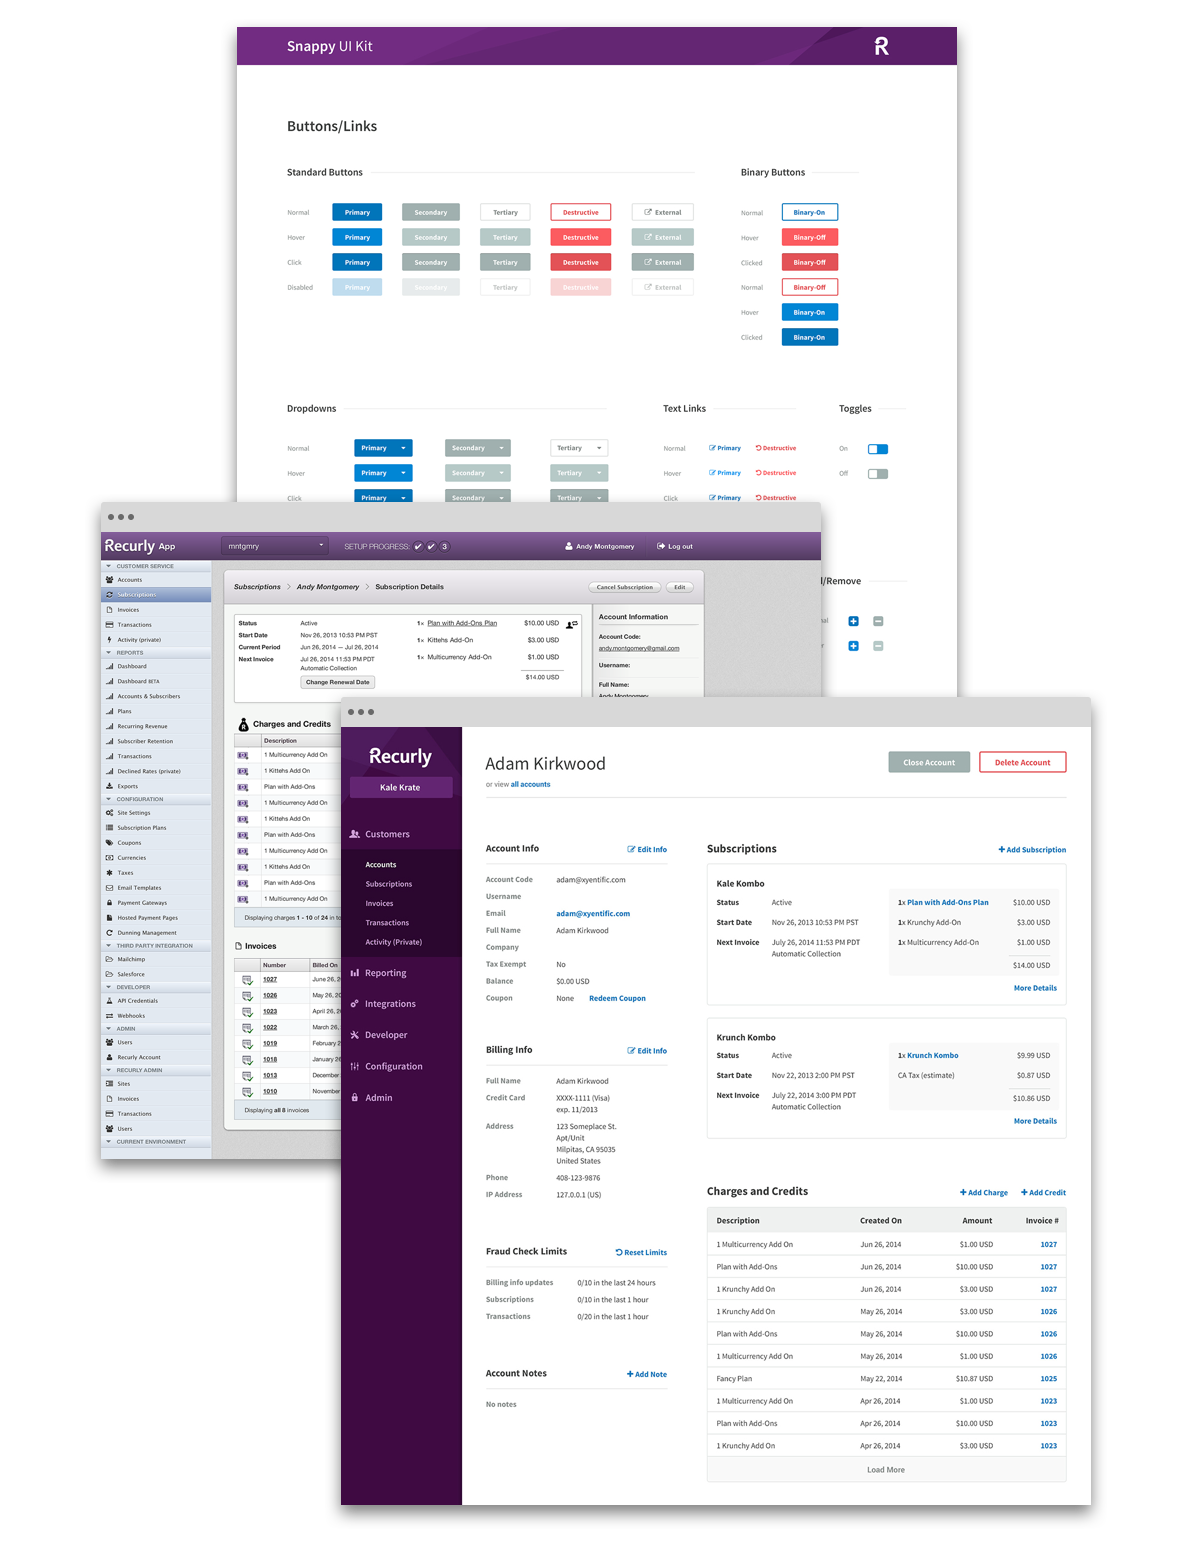 Snappy UI Kit
Buttons/Links
Standard Buttons
Normal Primary Secondary Tertiary Destructive External
Hover Primary Secondary Tertiary Destructive External
Click Primary Secondary Tertiary Destructive External
Disabled Primary Secondary Tertiary Destructive External
Binary Buttons
Normal Binary-On
Hover Binary-Off
Clicked Binary-Off
Normal Binary-Off
Hover Binary-On
Clicked Binary-On
Dropdowns
Normal Primary Secondary Tertiary
Hover Primary Secondary Tertiary
Click Primary Secondary Tertiary
Text Links
Normal Primary Destructive
Hover Primary Destructive
Click Primary Destructive
Toggles
On
Off
/Remove
Recurly App
mntgmry
SETUP PROGRESS: 3
Andy Montgomery
Log out
CUSTOMER SERVICE
Accounts
Subscriptions
Invoices
Transactions
Activity (private)
REPORTS
Dashboard
Dashboard BETA
Accounts & Subscribers
Plans
Recurring Revenue
Subscriber Retention
Transactions
Declined Rates (private)
Exports
CONFIGURATION
Site Settings
Subscription Plans
Coupons
Currencies
Taxes
Email Templates
Payment Gateways
Hosted Payment Pages
Dunning Management
THIRD PARTY INTEGRATION
Mailchimp
Salesforce
DEVELOPER
API Credentials
Webhooks
ADMIN
Users
Recurly Account
RECURLY ADMIN
Sites
Invoices
Transactions
Users
CURRENT ENVIRONMENT
Subscriptions > Andy Montgomery > Subscription Details
Cancel Subscription Edit
Status Active
Start Date Nov 26, 2013 10:53 PM PST
Current Period Jun 26, 2014 — Jul 26, 2014
Next Invoice Jul 26, 2014 11:53 PM PDT
Automatic Collection
Change Renewal Date
1x Plan with Add-Ons Plan $10.00 USD
1x Kittehs Add-On $3.00 USD
1x Multicurrency Add-On $1.00 USD
$14.00 USD
Account Information
Account Code:
andy.montgomery@gmail.com
Username:
Full Name:
Andy Montgomery
Charges and Credits
Description
1 Multicurrency Add On
1 Kittehs Add On
Plan with Add-Ons
1 Multicurrency Add On
1 Kittehs Add On
Plan with Add-Ons
1 Multicurrency Add On
1 Kittehs Add On
Plan with Add-Ons
1 Multicurrency Add On
Displaying charges 1 - 10 of 24 in to
Invoices
Number Billed On
1027 June 26, 2
1026 May 26, 20
1023 April 26, 2
1022 March 26,
1019 February 2
1018 January 26
1013 December
1010 November
Displaying all 8 invoices
Recurly
Kale Krate
Customers
Accounts
Subscriptions
Invoices
Transactions
Activity (Private)
Reporting
Integrations
Developer
Configuration
Admin
Adam Kirkwood
or view all accounts
Close Account Delete Account
Account Info Edit Info
Account Code adam@xyentific.com
Username
Email adam@xyentific.com
Full Name Adam Kirkwood
Company
Tax Exempt No
Balance $0.00 USD
Coupon None Redeem Coupon
Billing Info Edit Info
Full Name Adam Kirkwood
Credit Card XXXX-1111 (Visa)
exp. 11/2013
Address 123 Someplace St.
Apt/Unit
Milpitas, CA 95035
United States
Phone 408-123-9876
IP Address 127.0.0.1 (US)
Fraud Check Limits Reset Limits
Billing info updates 0/10 in the last 24 hours
Subscriptions 0/10 in the last 1 hour
Transactions 0/20 in the last 1 hour
Account Notes Add Note
No notes
Subscriptions Add Subscription
Kale Kombo
Status Active
Start Date Nov 26, 2013 10:53 PM PST
Next Invoice July 26, 2014 11:53 PM PDT
Automatic Collection
1x Plan with Add-Ons Plan $10.00 USD
1x Krunchy Add-On $3.00 USD
1x Multicurrency Add-On $1.00 USD
$14.00 USD
More Details
Krunch Kombo
Status Active
Start Date Nov 22, 2013 2:00 PM PST
Next Invoice July 22, 2014 3:00 PM PDT
Automatic Collection
1x Krunch Kombo $9.99 USD
CA Tax (estimate) $0.87 USD
$10.86 USD
More Details
Charges and Credits Add Charge Add Credit
Description Created On Amount Invoice #
1 Multicurrency Add On Jun 26, 2014 $1.00 USD 1027
Plan with Add-Ons Jun 26, 2014 $10.00 USD 1027
1 Krunchy Add On Jun 26, 2014 $3.00 USD 1027
1 Krunchy Add On May 26, 2014 $3.00 USD 1026
Plan with Add-Ons May 26, 2014 $10.00 USD 1026
1 Multicurrency Add On May 26, 2014 $1.00 USD 1026
Fancy Plan May 22, 2014 $10.87 USD 1025
1 Multicurrency Add On Apr 26, 2014 $1.00 USD 1023
Plan with Add-Ons Apr 26, 2014 $10.00 USD 1023
1 Krunchy Add On Apr 26, 2014 $3.00 USD 1023
Load More